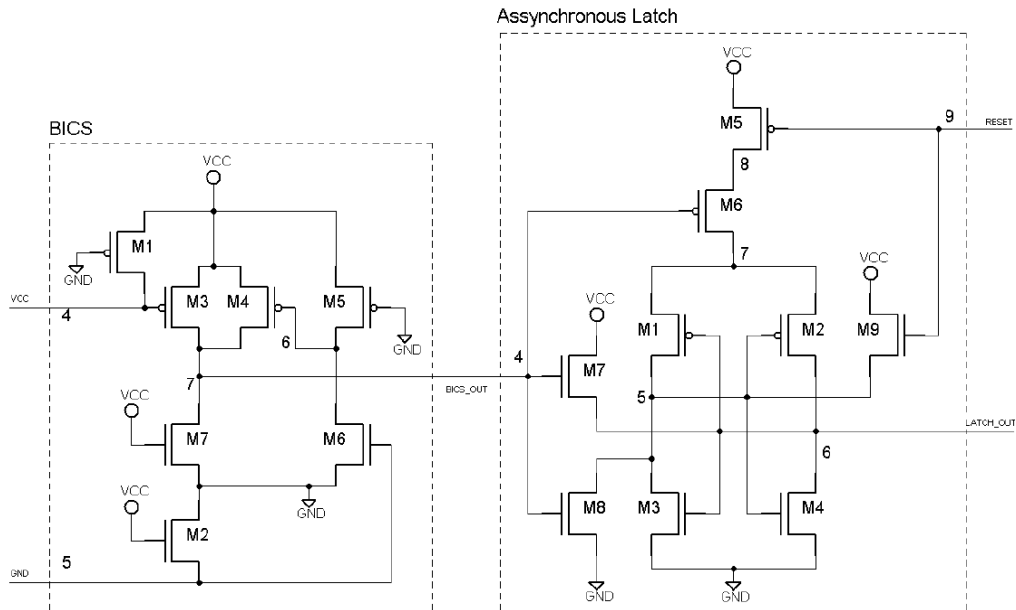 Assynchronous Latch
BICS
VCC
M5
9
RESET
8
M6
7
VCC
M1
GND
VCC
4
M3
M4
M5
6
GND
7
BICS_OUT
4
VCC
M7
M1
M2
VCC
M9
5
LATCH_OUT
6
VCC
M7
M6
GND
VCC
M2
GND
5
M8
M3
M4
GND
GND